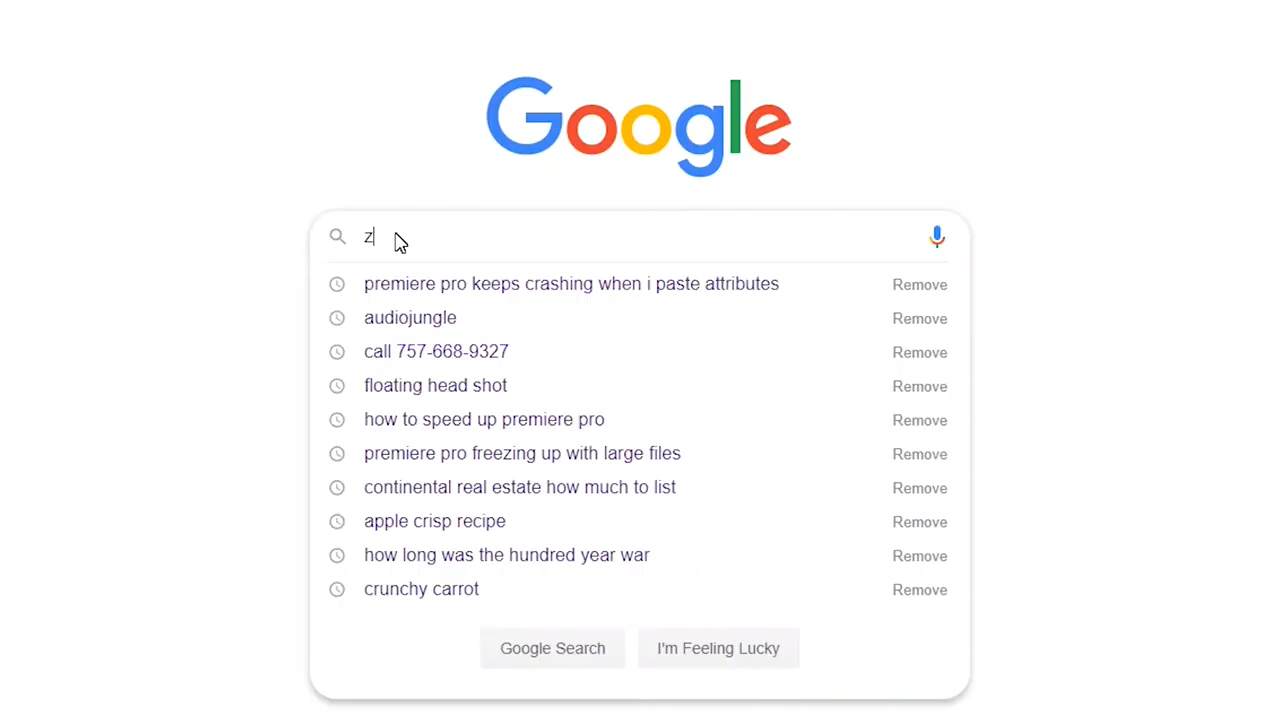 Google
z
premiere pro keeps crashing when i paste attributes Remove
audiojungle Remove
call 757-668-9327 Remove
floating head shot Remove
how to speed up premiere pro Remove
premiere pro freezing up with large files Remove
continental real estate how much to list Remove
apple crisp recipe Remove
how long was the hundred year war Remove
crunchy carrot Remove
Google Search I'm Feeling Lucky